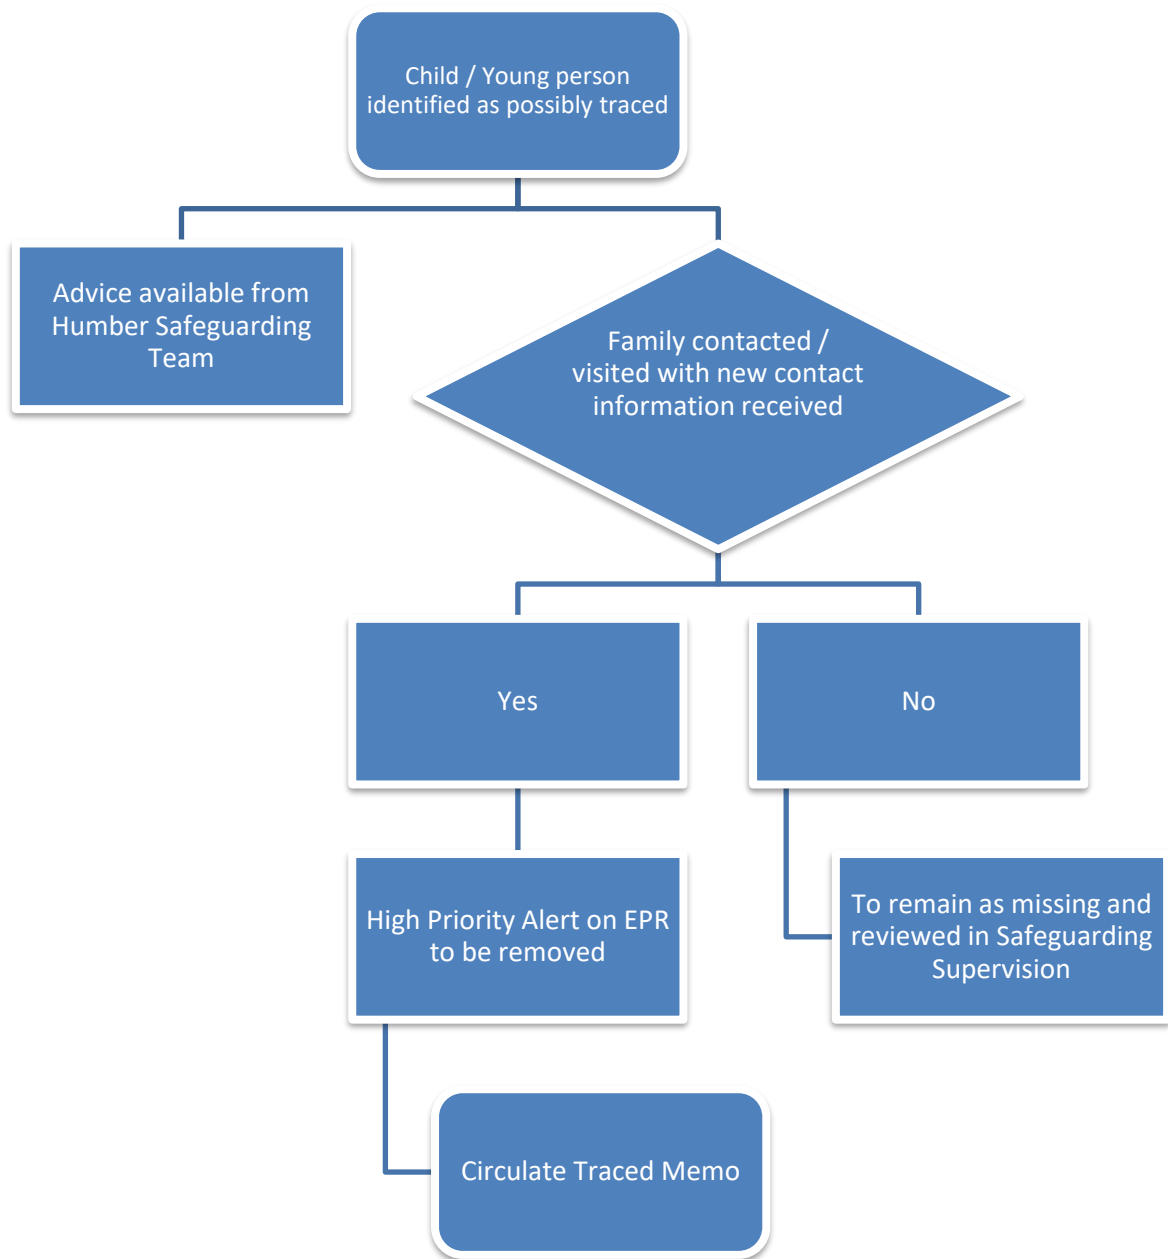 Child / Young person
identified as possibly traced
Advice available from
Humber Safeguarding
Team
Family contacted /
visited with new contact
information received
Yes
No
High Priority Alert on EPR
to be removed
To remain as missing and
reviewed in Safeguarding
Supervision
Circulate Traced Memo